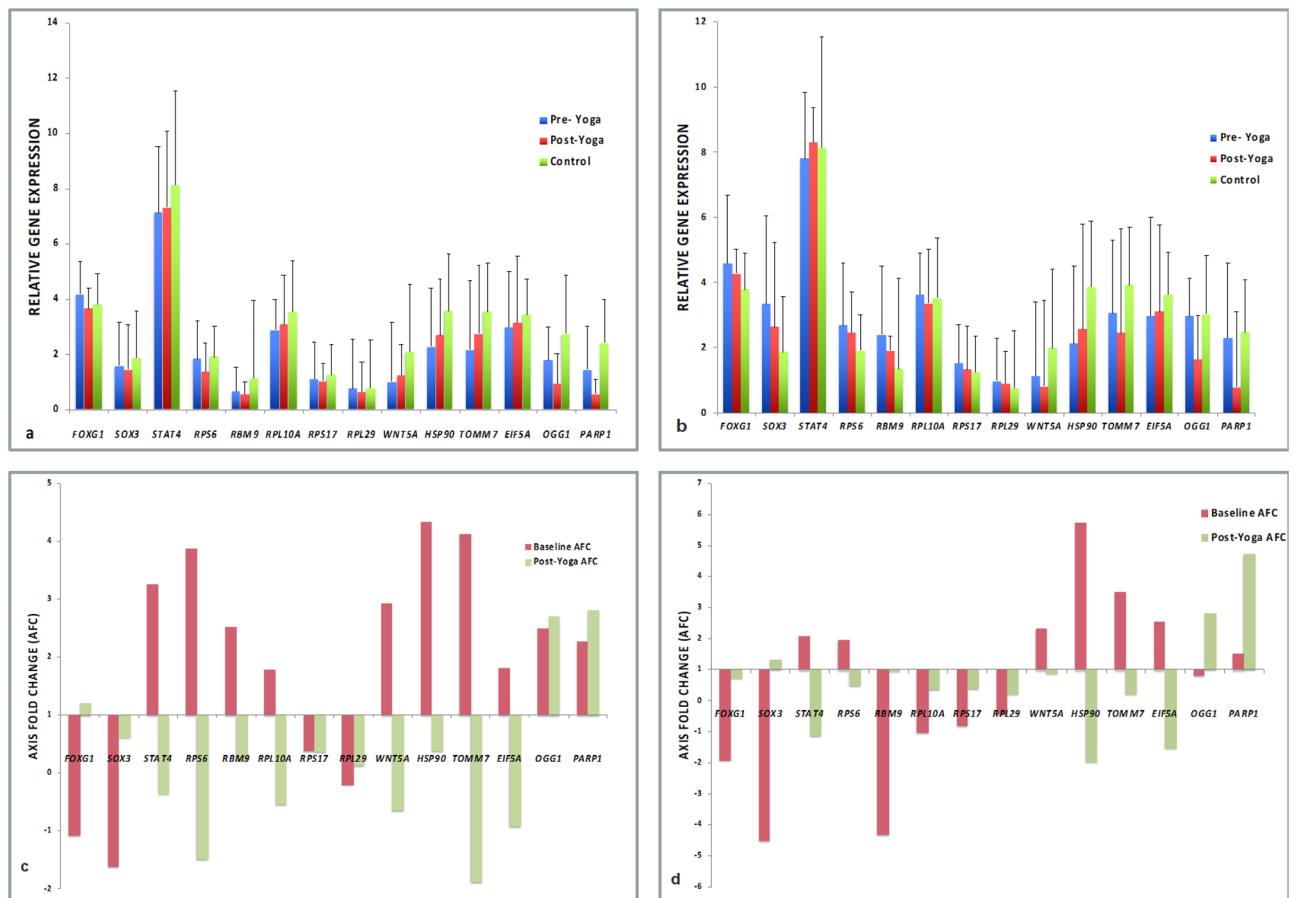 RELATIVE GENE EXPRESSION
14
12
10
8
6
4
2
0
Pre- Yoga
Post-Yoga
Control
a
FOXG1 SOX3 STAT4 RPS6 RBM9 RPL10A RPS17 RPL29 WNT5A HSP90 TOMM7 EIF5A OGG1 PARP1
RELATIVE GENE EXPRESSION
12
10
8
6
4
2
0
Pre- Yoga
Post-Yoga
Control
b
FOXG1 SOX3 STAT4 RPS6 RBM9 RPL10A RPS17 RPL29 WNT5A HSP90 TOMM7 EIF5A OGG1 PARP1
AXIS FOLD CHANGE (AFC)
5
4
3
2
1
0
-1
-2
Baseline AFC
Post-Yoga AFC
FOXG1 SOX3 STAT4 RPS6 RBM9 RPL10A RPS17 RPL29 WNT5A HSP90 TOMM7 EIF5A OGG1 PARP1
c
AXIS FOLD CHANGE (AFC)
7
6
5
4
3
2
1
0
-1
-2
-3
-4
-5
-6
Baseline AFC
Post-Yoga AFC
FOXG1 SOX3 STAT4 RPS6 RBM9 RPL10A RPS17 RPL29 WNT5A HSP90 TOMM7 EIF5A OGG1 PARP1
d